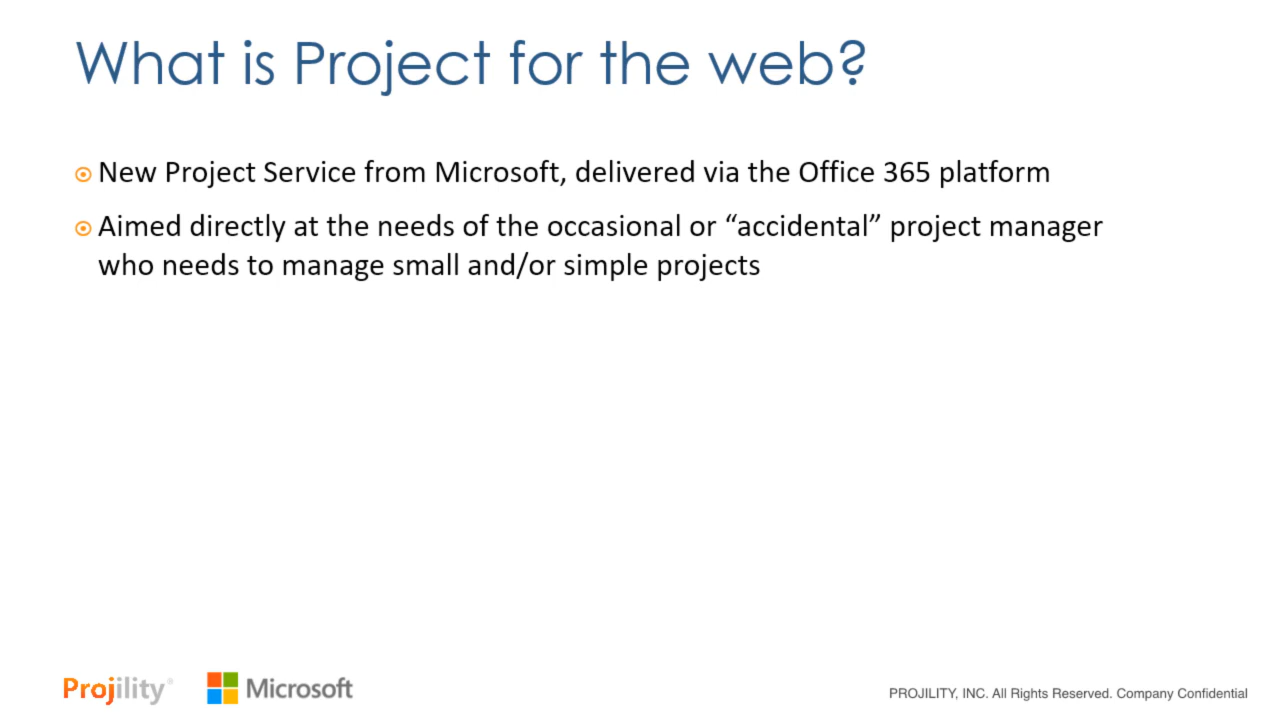 What is Project for the web?
New Project Service from Microsoft, delivered via the Office 365 platform
Aimed directly at the needs of the occasional or “accidental” project manager
who needs to manage small and/or simple projects
Projility® Microsoft
PROJILITY, INC. All Rights Reserved. Company Confidential